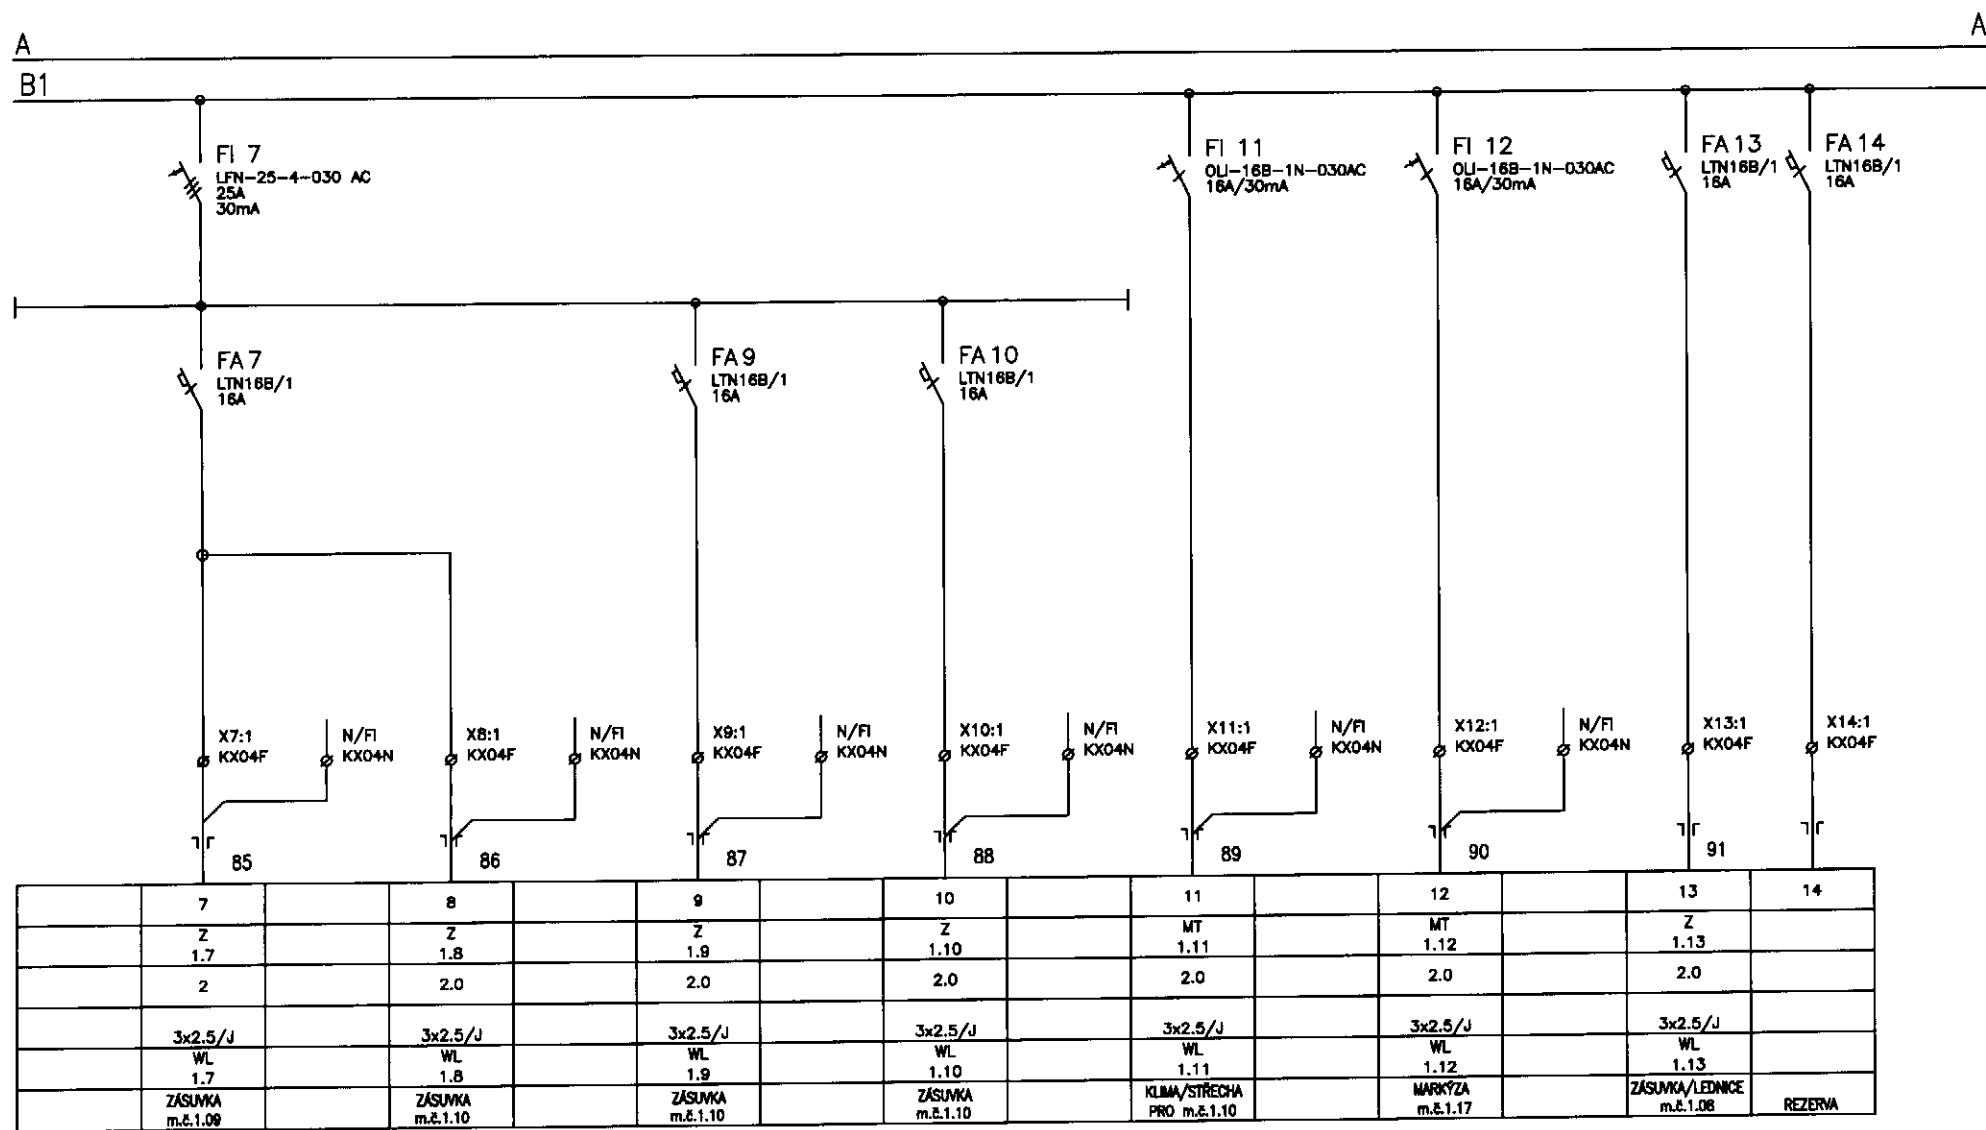 A
A
B1
FI 7
LFN-25-4-030 AC
25A
30mA
FI 11
OLI-16B-1N-030AC
16A/30mA
FI 12
OLI-16B-1N-030AC
16A/30mA
FA 13
LTN16B/1
16A
FA 14
LTN16B/1
16A
FA 7
LTN16B/1
16A
FA 9
LTN16B/1
16A
FA 10
LTN16B/1
16A
X7:1
KX04F
N/FI
KX04N
X8:1
KX04F
N/FI
KX04N
X9:1
KX04F
N/FI
KX04N
X10:1
KX04F
N/FI
KX04N
X11:1
KX04F
N/FI
KX04N
X12:1
KX04F
N/FI
KX04N
X13:1
KX04F
X14:1
KX04F
85 86 87 88 89 90 91
7 8 9 10 11 12 13 14
Z Z Z Z MT MT Z
1.7 1.8 1.9 1.10 1.11 1.12 1.13
2 2.0 2.0 2.0 2.0 2.0 2.0
3x2.5/J 3x2.5/J 3x2.5/J 3x2.5/J 3x2.5/J 3x2.5/J 3x2.5/J
WL WL WL WL WL WL WL
1.7 1.8 1.9 1.10 1.11 1.12 1.13
ZÁSUVKA ZÁSUVKA ZÁSUVKA ZÁSUVKA KLIMA/STŘECHA MARKÝZA ZÁSUVKA/LEDNICE
m.č.1.09 m.č.1.10 m.č.1.10 m.č.1.10 PRO m.č.1.10 m.č.1.17 m.č.1.08 REZERVA